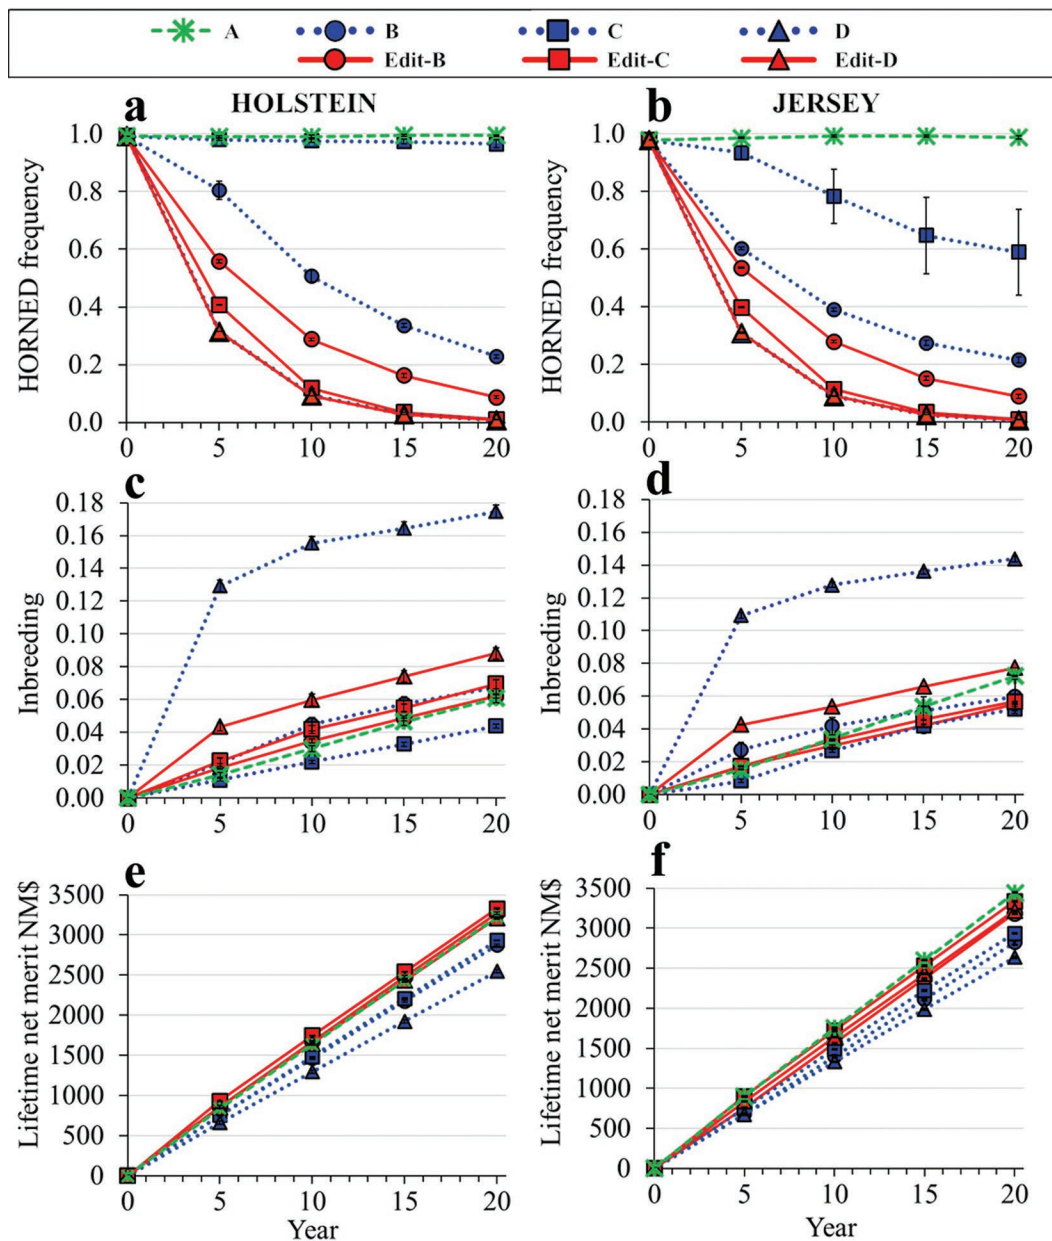 A B C D
Edit-B Edit-C Edit-D
a HOLSTEIN b JERSEY
HORNED frequency
1.0
0.8
0.6
0.4
0.2
0.0
0 5 10 15 20
HORNED frequency
1.0
0.8
0.6
0.4
0.2
0.0
0 5 10 15 20
c
Inbreeding
0.18
0.16
0.14
0.12
0.10
0.08
0.06
0.04
0.02
0.00
0 5 10 15 20
d
Inbreeding
0.18
0.16
0.14
0.12
0.10
0.08
0.06
0.04
0.02
0.00
0 5 10 15 20
e
Lifetime net merit NM$
3500
3000
2500
2000
1500
1000
500
0
0 5 10 15 20
Year
f
Lifetime net merit NM$
3500
3000
2500
2000
1500
1000
500
0
0 5 10 15 20
Year